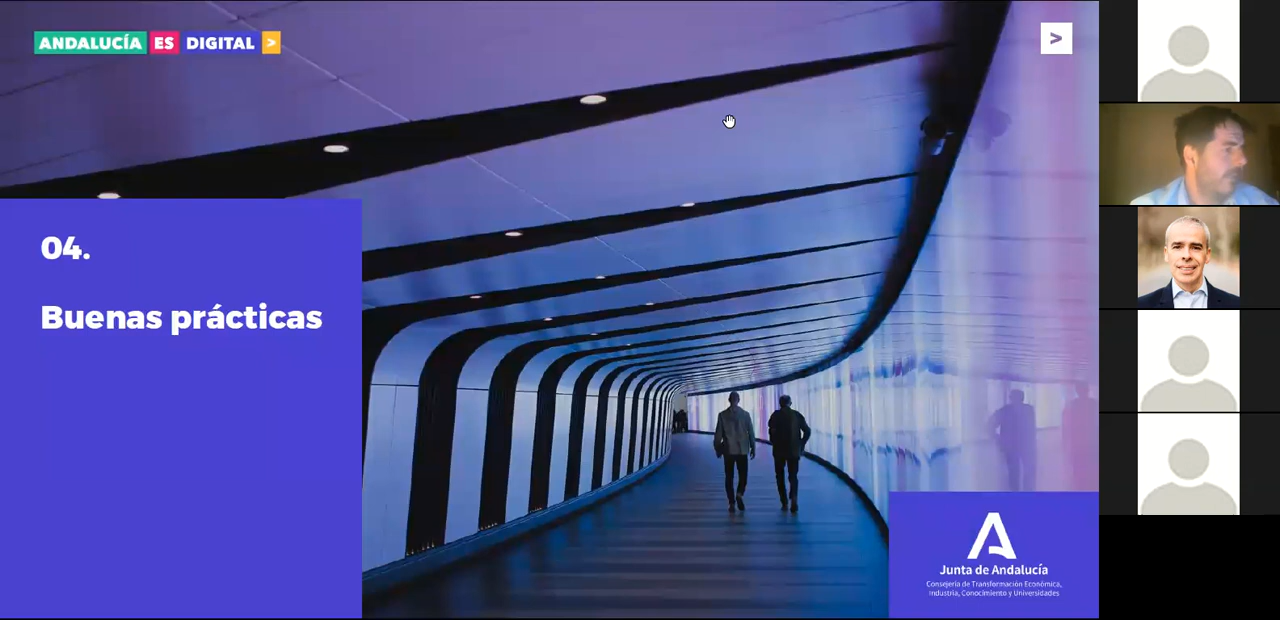 ANDALUCÍA ES DIGITAL >
>
04.
Buenas prácticas
Junta de Andalucía
Consejería de Transformación Económica,
Industria, Conocimiento y Universidades